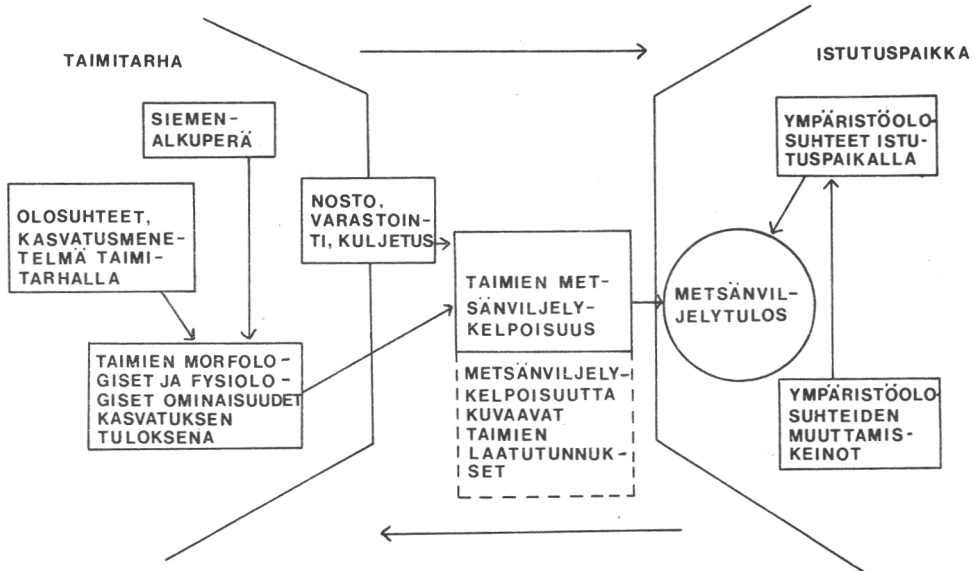 TAIMITARHA
SIEMEN-
ALKUPERÄ
OLOSUHTEET,
KASVATUSMENE-
TELMÄ TAIMI-
TARHALLA
TAIMIEN MORFOLO-
GISET JA FYSIOLO-
GISET OMINAISUUDET
KASVATUKSEN
TULOKSENA
NOSTO,
VARASTOIN-
TI, KULJETUS
TAIMIEN MET-
SÄNVILJELY-
KELPOISUUS
METSÄNVILJELY-
KELPOISUUTTA
KUVAAVAT
TAIMIEN
LAATUTUNNUK-
SET
ISTUTUSPAIKKA
YMPÄRISTÖOLO-
SUHTEET ISTU-
TUSPAIKALLA
METSÄNVIL-
JELYTULOS
YMPÄRISTÖOLO-
SUHTEIDEN
MUUTTAMIS-
KEINOT